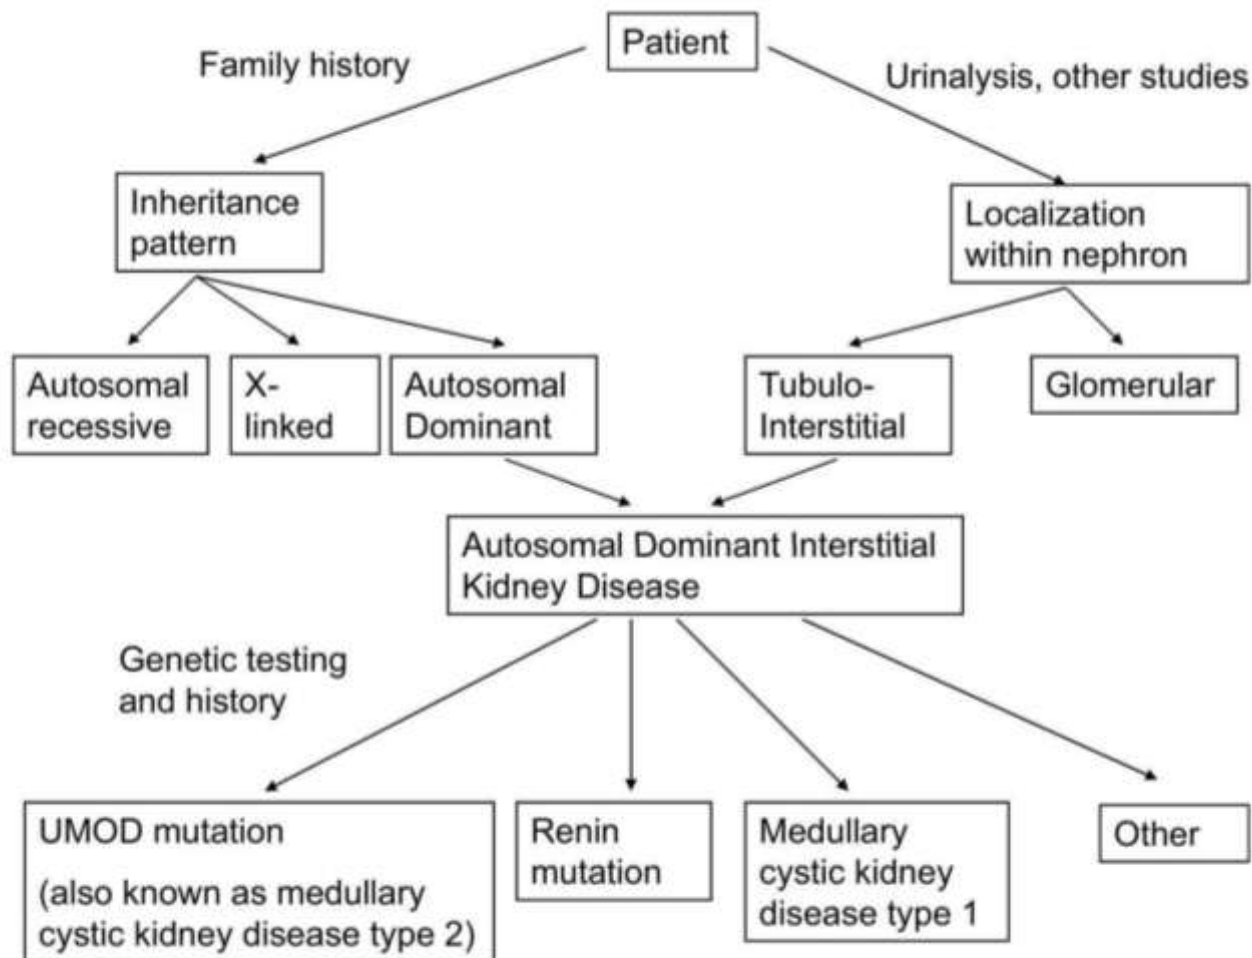 Patient
Family history
Urinalysis, other studies
Inheritance
pattern
Localization
within nephron
Autosomal
recessive
X-
linked
Autosomal
Dominant
Tubulo-
Interstitial
Glomerular
Autosomal Dominant Interstitial
Kidney Disease
Genetic testing
and history
UMOD mutation
(also known as medullary
cystic kidney disease type 2)
Renin
mutation
Medullary
cystic kidney
disease type 1
Other